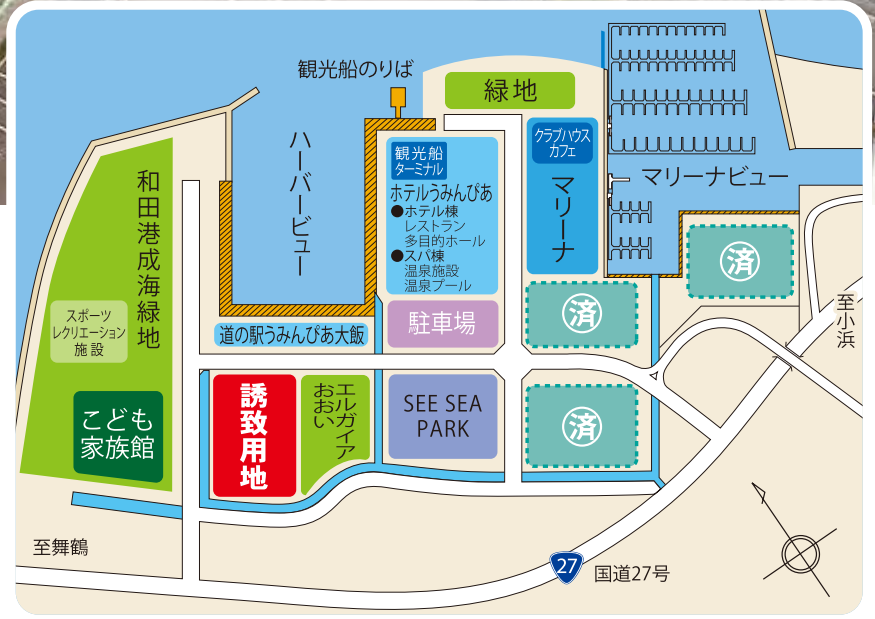 観光船のりば
緑地
クラブハウス
カフェ
マリーナ
マリーナビュー
観光船
ターミナル
ホテルうみんぴあ
●ホテル棟
レストラン
多目的ホール
●スパ棟
温泉施設
温泉プール
ハーバービュー
和田港成海緑地
スポーツ
レクリエーション
施設
こども
家族館
道の駅うみんぴあ大飯
駐車場
済
済
済
至小浜
誘致用地
エルガイア
おおい
SEE SEA
PARK
至舞鶴
27
国道27号